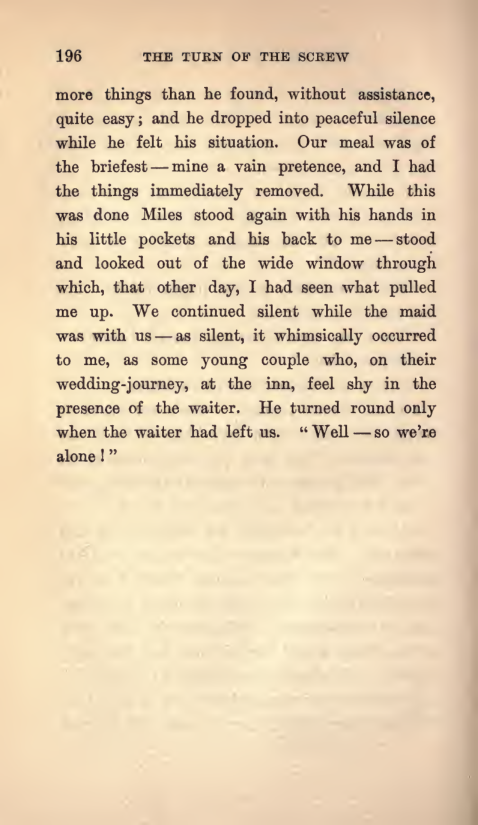 196 THE TURN OF THE SCREW
more things than he found, without assistance,
quite easy; and he dropped into peaceful silence
while he felt his situation. Our meal was of
the briefest — mine a vain pretence, and I had
the things immediately removed. While this
was done Miles stood again with his hands in
his little pockets and his back to me — stood
and looked out of the wide window through
which, that other day, I had seen what pulled
me up. We continued silent while the maid
was with us — as silent, it whimsically occurred
to me, as some young couple who, on their
wedding-journey, at the inn, feel shy in the
presence of the waiter. He turned round only
when the waiter had left us. “Well — so we’re
alone!”